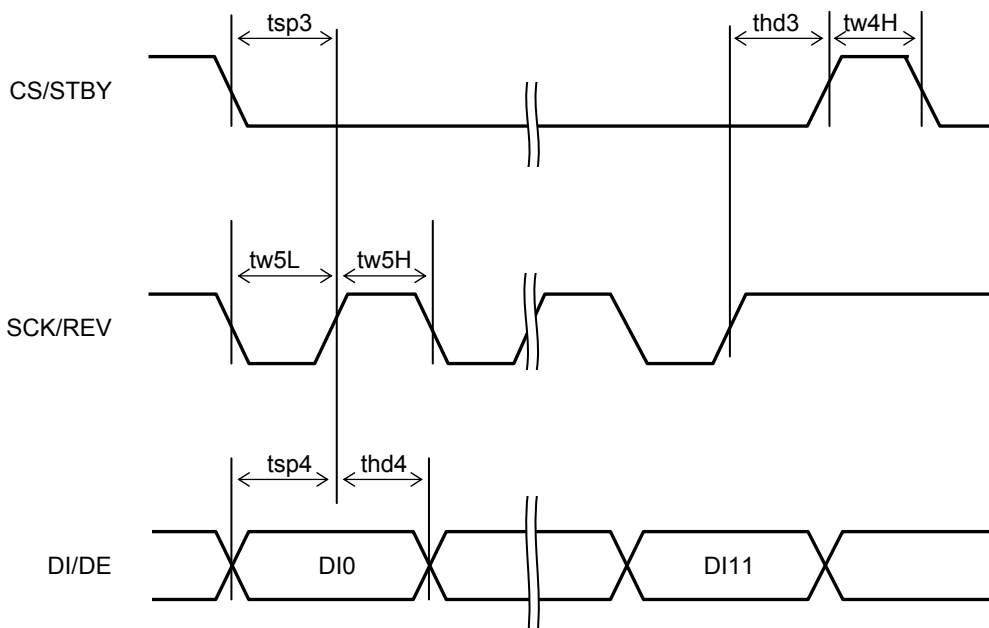 tsp3
thd3
tw4H
CS/STBY
tw5L
tw5H
SCK/REV
tsp4
thd4
DI/DE
DI0
DI11